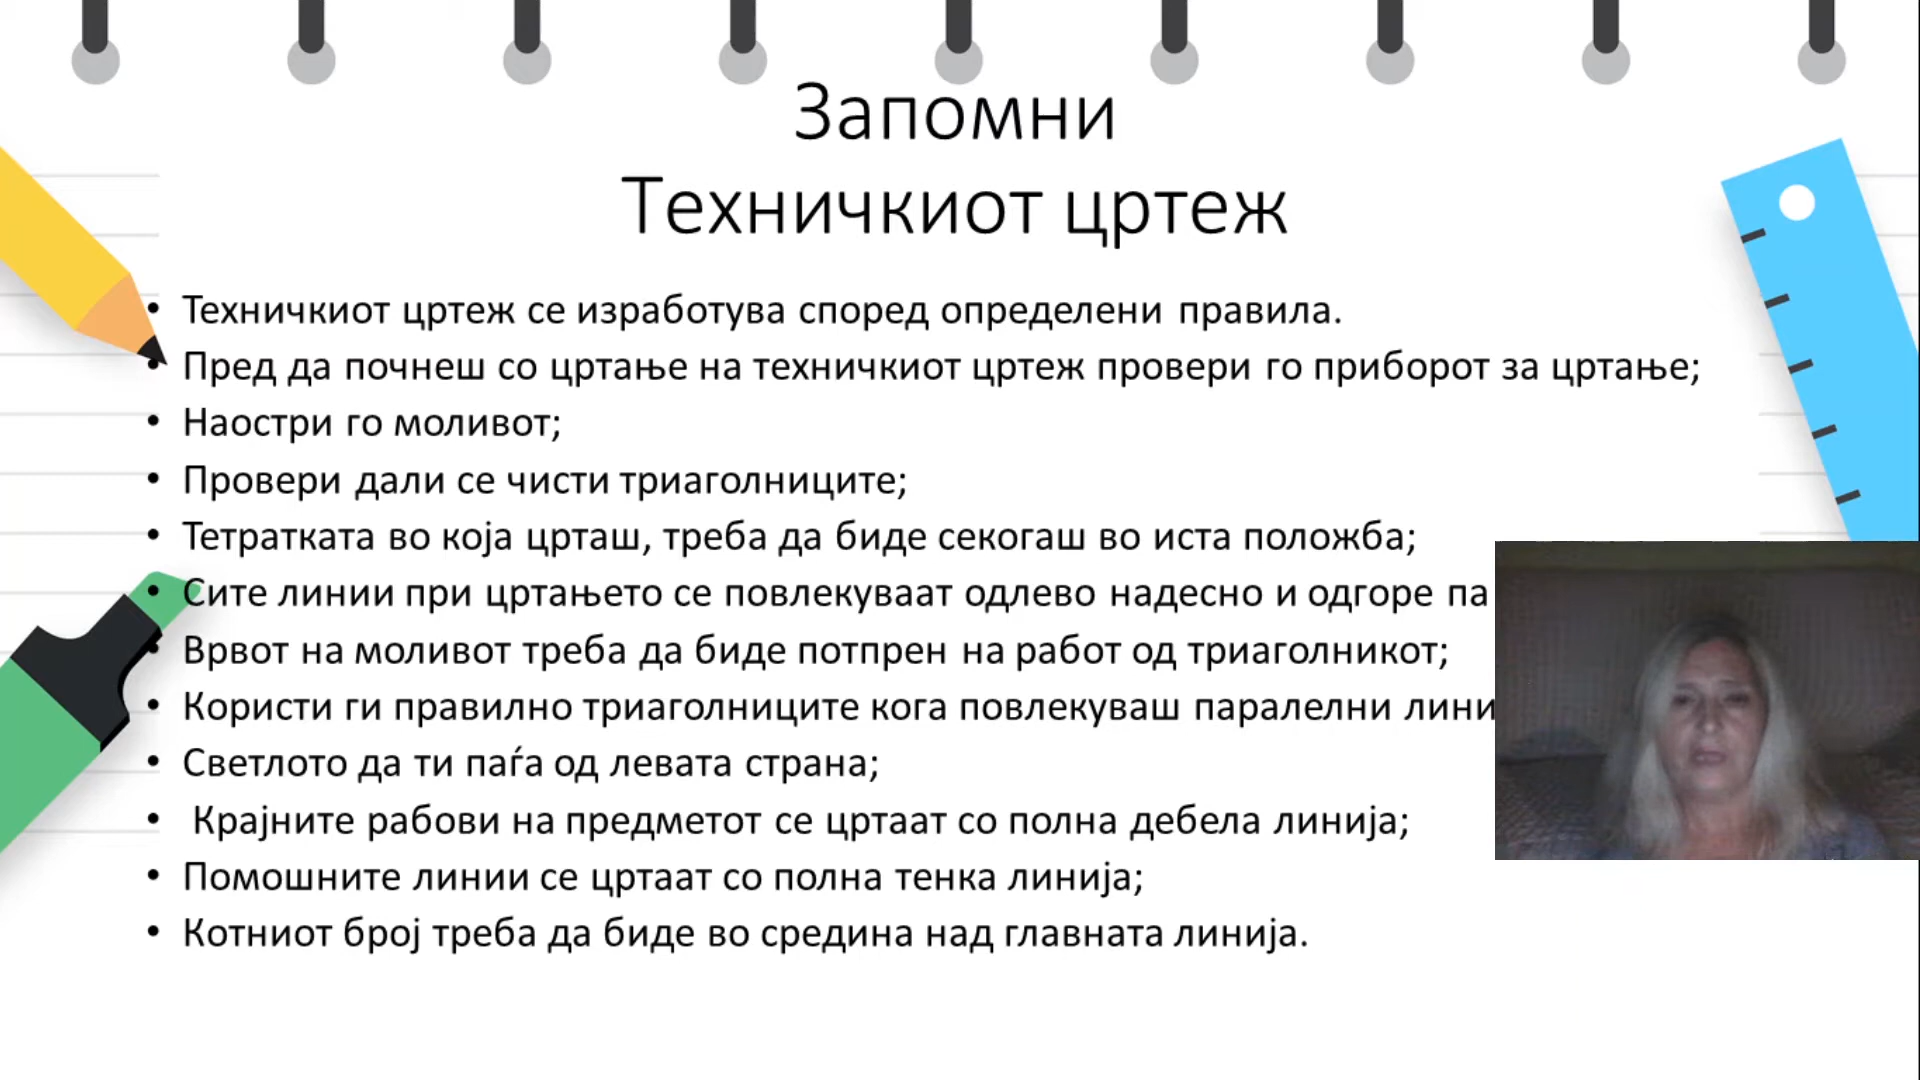 Запомни
Техничкиот цртеж
• Техничкиот цртеж се изработува според определени правила.
• Пред да почнеш со цртање на техничкиот цртеж провери го приборот за цртање;
• Наостри го моливот;
• Провери дали се чисти триаголниците;
• Тетратката во која црташ, треба да биде секогаш во иста положба;
• Сите линии при цртањето се повлекуваат одлево надесно и одгоре
• Врвот на моливот треба да биде потпрен на работ од триаголникот;
• Користи ги правилно триаголниците кога повлекуваш паралелни
• Светлото да ти паѓа од левата страна;
• Крајните рабови на предметот се цртаат со полна дебела линија;
• Помошните линии се цртаат со полна тенка линија;
• Котниот број треба да биде во средина над главната линија.